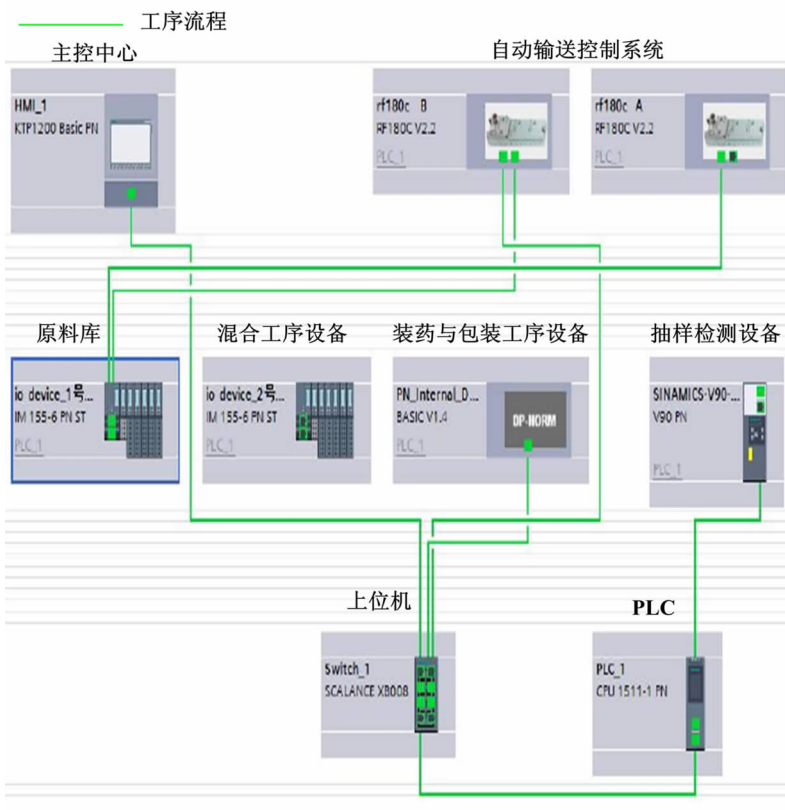 工序流程
主控中心
自动输送控制系统
HMI_1
KTP1200 Basic PN
rf180c B
RF180C V2.2
PLC_1
rf180c A
RF180C V2.2
PLC_1
原料库
混合工序设备
装药与包装工序设备
抽样检测设备
io device_1号...
IM 155-6 PN ST
PLC_1
io device_2号...
IM 155-6 PN ST
PLC_1
PN_Internal_D...
BASIC V1.4
PLC_1
DP-NORM
SINAMICS-V90-...
V90 PN
PLC_1
上位机
PLC
Switch_1
SCALANCE XB008
PLC_1
CPU 1511-1 PN